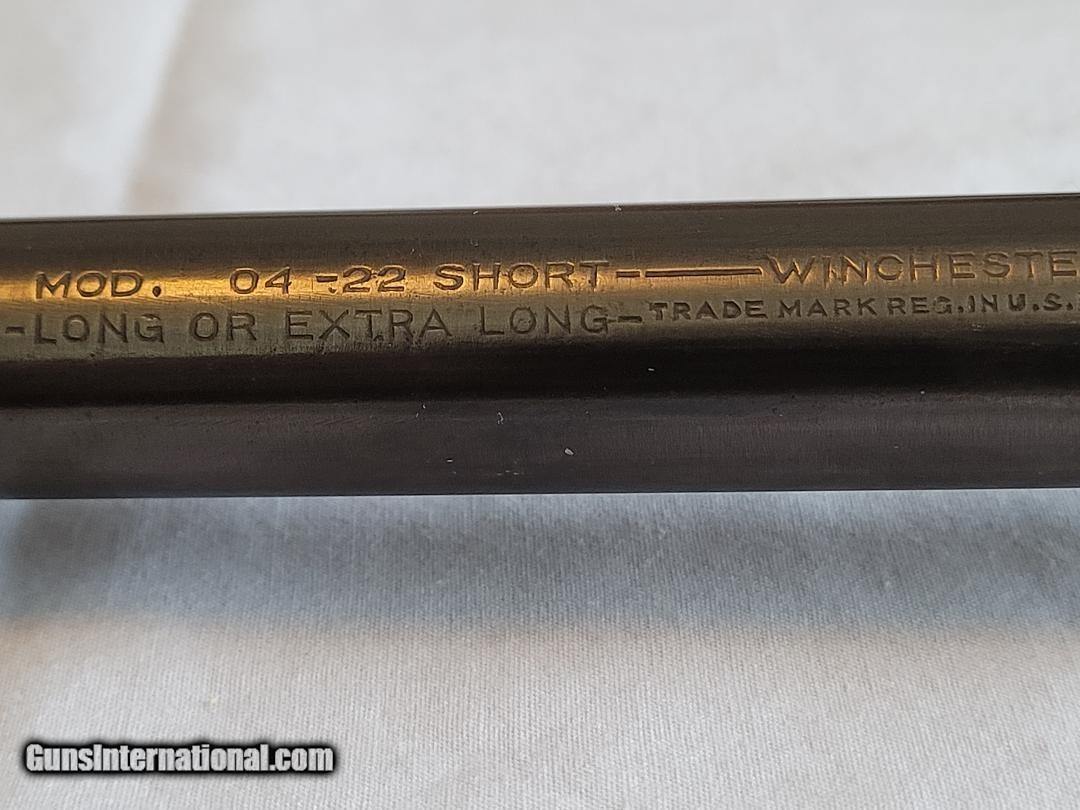 MOD. 04 -22 SHORT-—WINCHESTE
-LONG OR EXTRA LONG- TRADE MARK REG. IN U.S.
GunsInternational.com